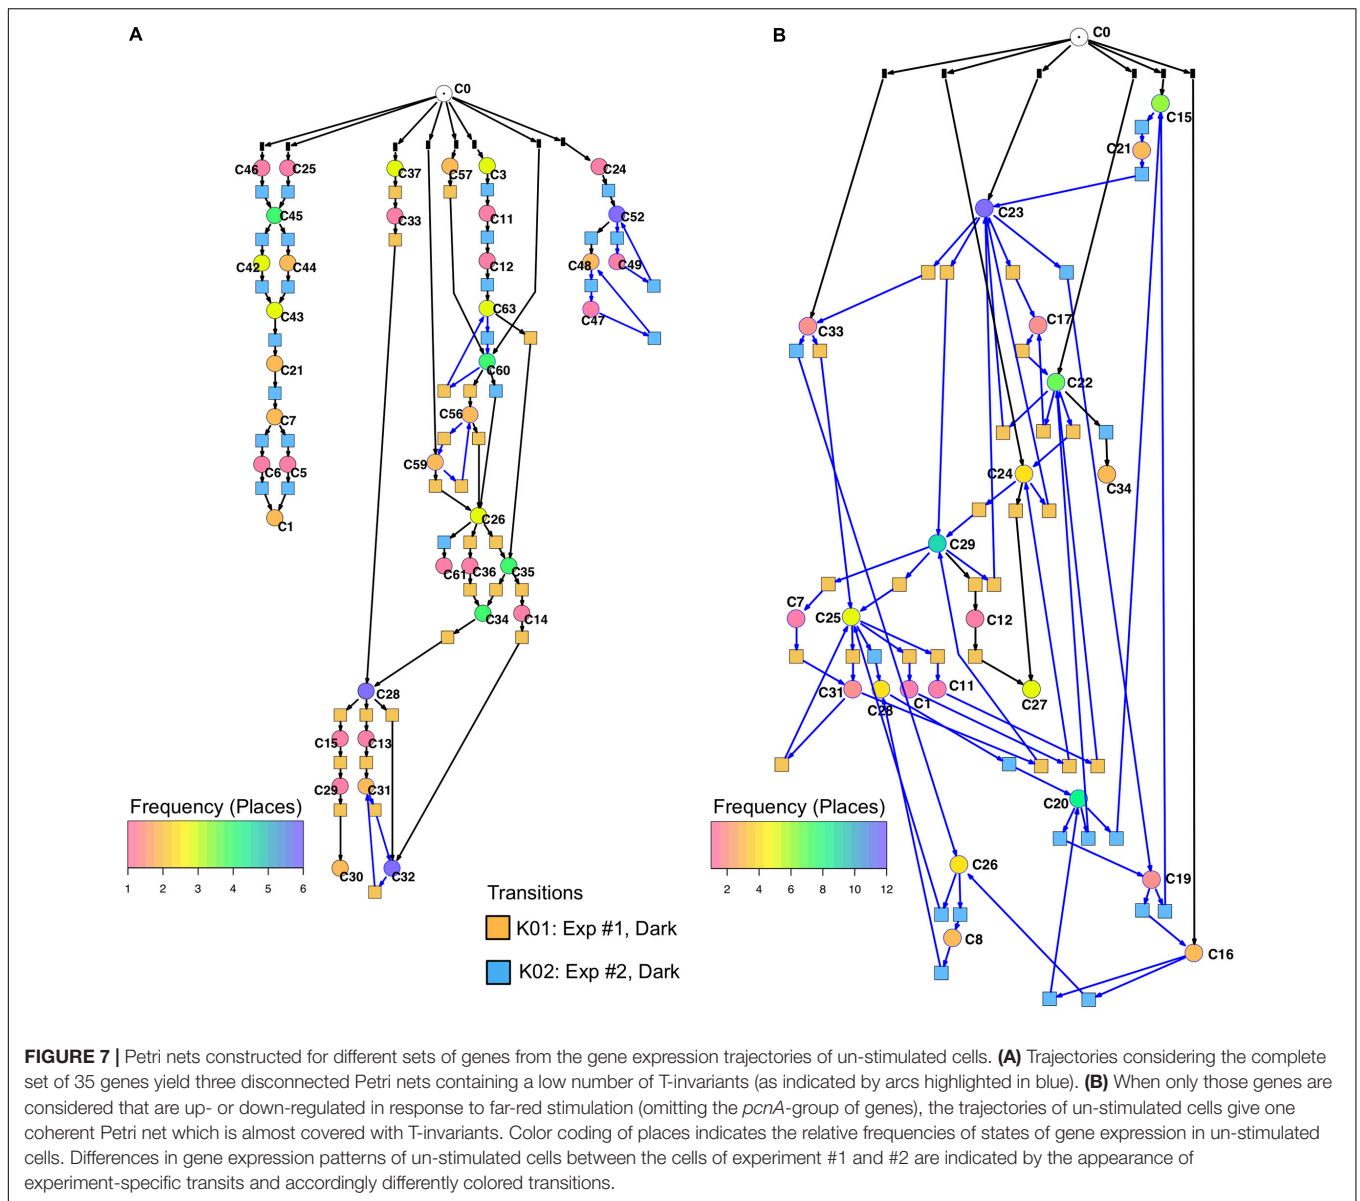 A
B
C0
C46
C25
C37
C57
C3
C24
C45
C33
C11
C52
C42
C44
C12
C48
C49
C43
C63
C47
C21
C60
C7
C56
C6
C5
C59
C1
C26
C61
C36
C35
C34
C14
C28
C15
C13
C29
C31
C30
C32
Frequency (Places)
1 2 3 4 5 6
Transitions
K01: Exp #1, Dark
K02: Exp #2, Dark
C0
C15
C21
C23
C33
C17
C22
C24
C34
C29
C7
C25
C12
C31
C28
C1
C11
C27
C20
C26
C19
C8
C16
Frequency (Places)
2 4 6 8 10 12
FIGURE 7 | Petri nets constructed for different sets of genes from the gene expression trajectories of un-stimulated cells. (A) Trajectories considering the complete
set of 35 genes yield three disconnected Petri nets containing a low number of T-invariants (as indicated by arcs highlighted in blue). (B) When only those genes are
considered that are up- or down-regulated in response to far-red stimulation (omitting the pcnA-group of genes), the trajectories of un-stimulated cells give one
coherent Petri net which is almost covered with T-invariants. Color coding of places indicates the relative frequencies of states of gene expression in un-stimulated
cells. Differences in gene expression patterns of un-stimulated cells between the cells of experiment #1 and #2 are indicated by the appearance of
experiment-specific transits and accordingly differently colored transitions.